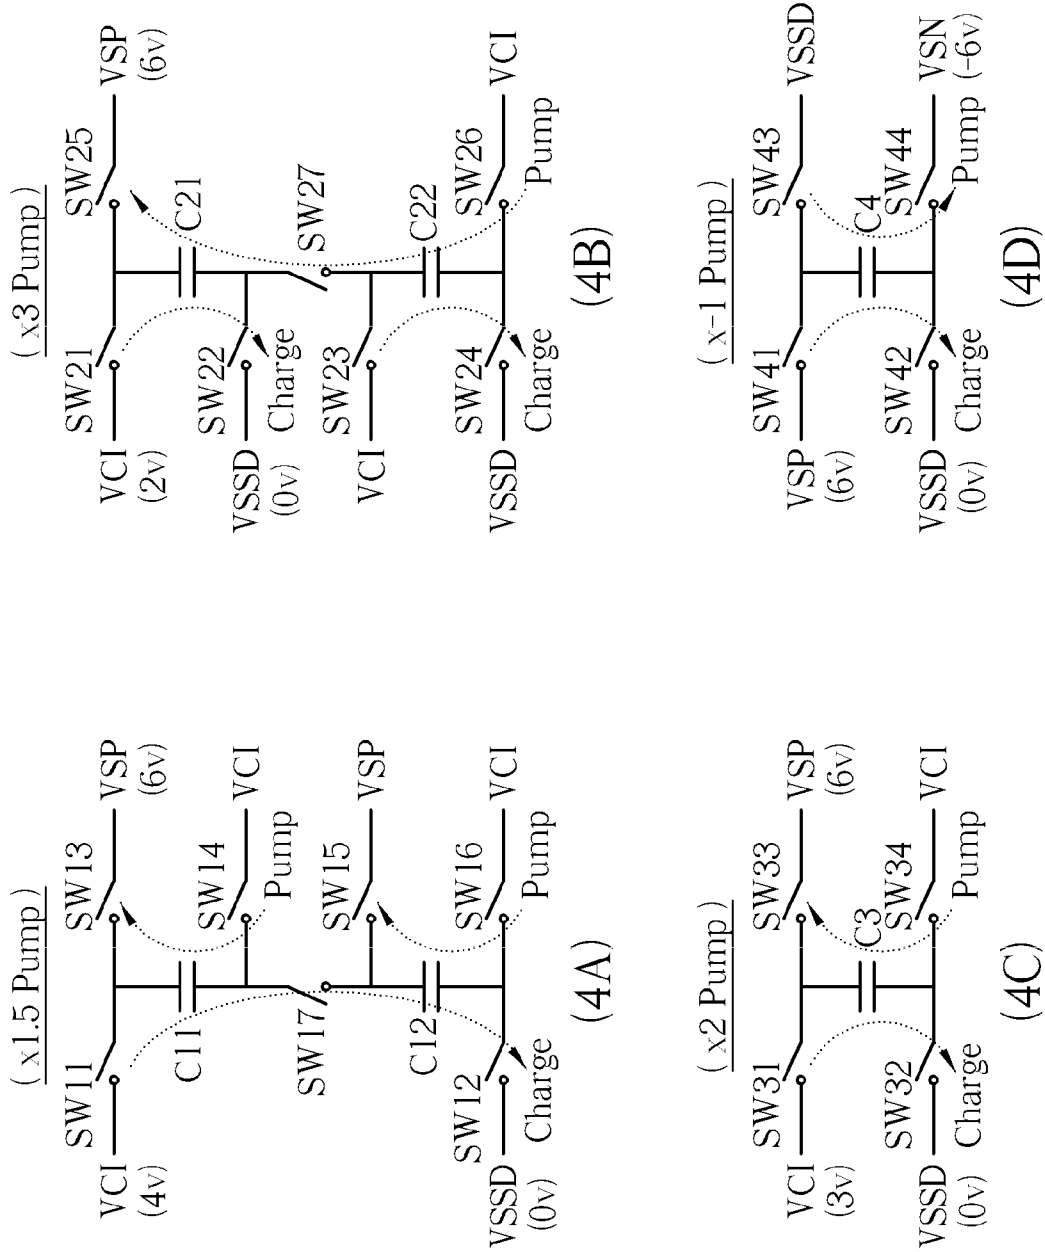 ( x1.5 Pump )
SW11
SW13
VCI
(4v)
VSP
(6v)
C11
SW14
VCI
Pump
SW17
SW15
VSP
C12
SW12
SW16
VSSD
(0v)
VCI
Charge
Pump
(4A)
( x3 Pump )
SW21
SW25
VCI
(2v)
VSP
(6v)
C21
SW22
VSSD
(0v)
Charge
SW27
SW23
VCI
C22
SW24
SW26
VSSD
VCI
Charge
Pump
(4B)
( x2 Pump )
SW31
SW33
VCI
(3v)
VSP
(6v)
C3
SW32
SW34
VSSD
(0v)
VCI
Charge
Pump
(4C)
( x-1 Pump )
SW41
SW43
VSP
(6v)
VSSD
C4
SW42
SW44
VSSD
(0v)
VSN
(-6v)
Charge
Pump
(4D)